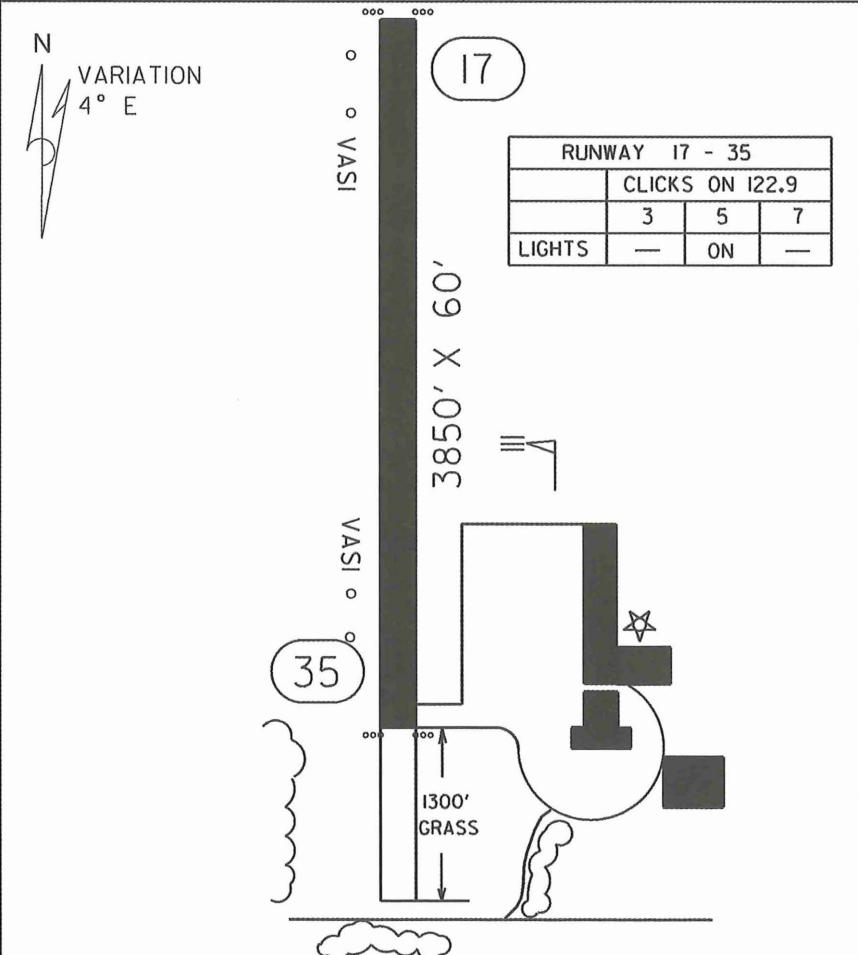 N
VARIATION
4° E
17
VASI
RUNWAY 17 - 35
CLICKS ON 122.9
3 5 7
LIGHTS — ON —
3850' X 60'
VASI
35
1300'
GRASS